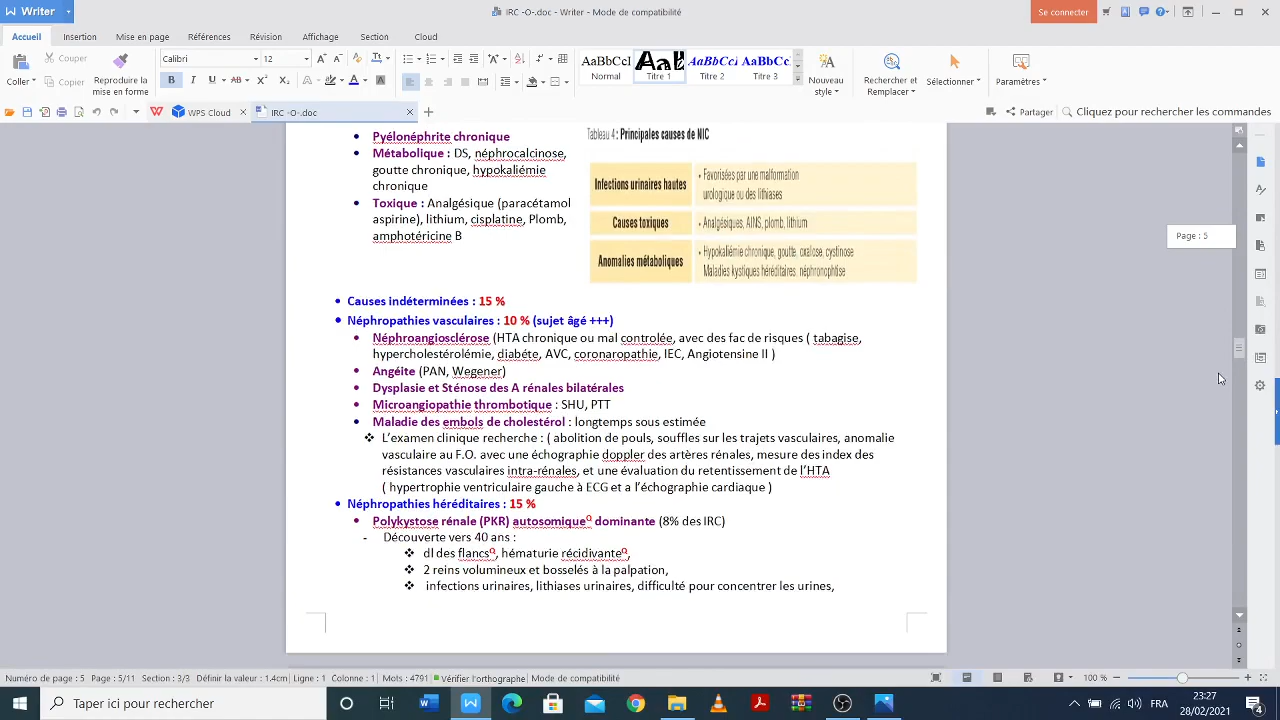 Writer
IRC -O-.doc - Writer - Mode de compatibilité
Se connecter
Accueil Insertion Mise en page Références Révision Affichage Section Cloud
Coller Couper Copier Reproduire la mise en forme
Calibri 12
AaBbCcI Normal
AaB Titre 1
AaBbCcI Titre 2
AaBbCc. Titre 3
Nouveau style
Rechercher et Remplacer
Sélectionner
Paramètres
WPS Cloud
IRC -O-.doc
Partager
Cliquez pour rechercher les commandes
• Pyélonéphrite chronique
• Métabolique : DS, néphrocalcinose,
goutte chronique, hypokaliémie
chronique
• Toxique : Analgésique (paracétamol
aspirine), lithium, cisplatine, Plomb,
amphotéricine B
Tableau 4 : Principales causes de NIC
Infections urinaires hautes
• Favorisées par une malformation
urologique ou des lithiases
Causes toxiques
• Analgésiques, AINS, plomb, lithium
Anomalies métaboliques
• Hypokaliémie chronique, goutte, oxalose, cystinose
Maladies kystiques héréditaires, néphronophtise
Page : 5
• Causes indéterminées : 15 %
• Néphropathies vasculaires : 10 % (sujet âgé +++)
• Néphroangiosclérose (HTA chronique ou mal controlée, avec des fac de risques ( tabagise,
hypercholestérolémie, diabéte, AVC, coronaropathie, IEC, Angiotensine II )
• Angéite (PAN, Wegener)
• Dysplasie et Sténose des A rénales bilatérales
• Microangiopathie thrombotique : SHU, PTT
• Maladie des embols de cholestérol : longtemps sous estimée
❖ L'examen clinique recherche : ( abolition de pouls, souffles sur les trajets vasculaires, anomalie
vasculaire au F.O. avec une échographie doppler des artères rénales, mesure des index des
résistances vasculaires intra-rénales, et une évaluation du retentissement de l'HTA
( hypertrophie ventriculaire gauche à ECG et a l'échographie cardiaque )
• Néphropathies héréditaires : 15 %
• Polykystose rénale (PKR) autosomiqueQ dominante (8% des IRC)
- Découverte vers 40 ans :
❖ dl des flancsQ, hématurie récidivanteQ,
❖ 2 reins volumineux et bosselés à la palpation,
❖ infections urinaires, lithiases urinaires, difficulté pour concentrer les urines,
Numéro de page : 5 Page : 5/11 Section : 3/3 Définir la valeur : 1.4cm Ligne : 1 Colonne : 1 Mots : 4791 Vérifier l'orthographe Mode de compatibilité
100 %
Taperici pour rechercher
FRA
23:27
28/02/2021
4